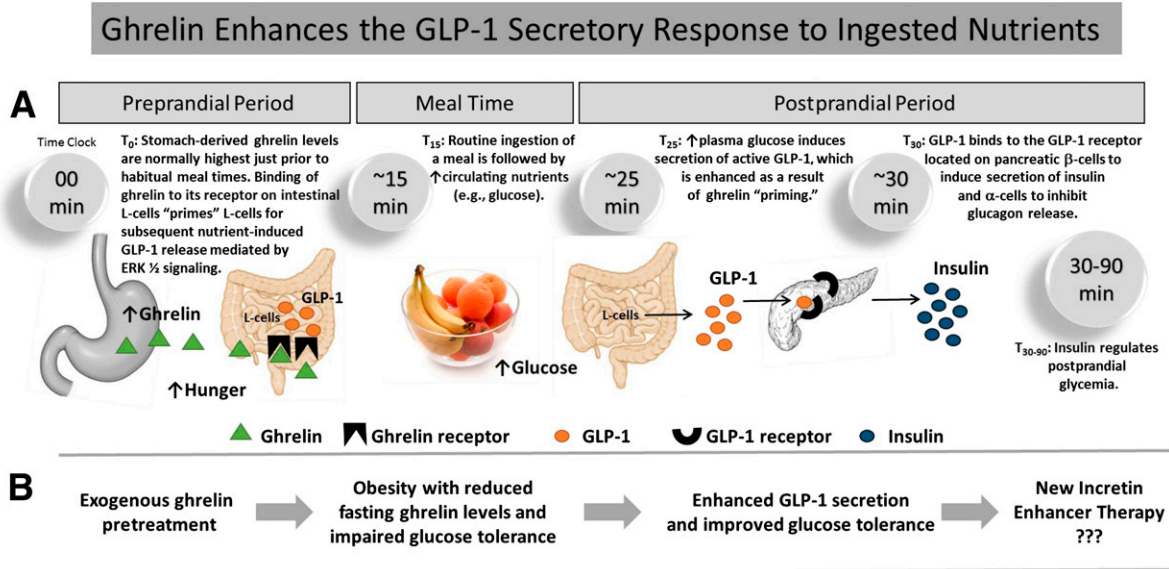 Ghrelin Enhances the GLP-1 Secretory Response to Ingested Nutrients
A
Preprandial Period
Meal Time
Postprandial Period
Time Clock
00
min
T0: Stomach-derived ghrelin levels
are normally highest just prior to
habitual meal times. Binding of
ghrelin to its receptor on intestinal
L-cells “primes” L-cells for
subsequent nutrient-induced
GLP-1 release mediated by
ERK ½ signaling.
~15
min
T15: Routine ingestion of
a meal is followed by
↑circulating nutrients
(e.g., glucose).
~25
min
T25: ↑plasma glucose induces
secretion of active GLP-1, which
is enhanced as a result
of ghrelin “priming.”
~30
min
T30: GLP-1 binds to the GLP-1 receptor
located on pancreatic β-cells to
induce secretion of insulin
and α-cells to inhibit
glucagon release.
↑Ghrelin
↑Hunger
GLP-1
L-cells
↑Glucose
L-cells
GLP-1
Insulin
30-90
min
T30-90: Insulin regulates
postprandial
glycemia.
Ghrelin
Ghrelin receptor
GLP-1
GLP-1 receptor
Insulin
B
Exogenous ghrelin
pretreatment
Obesity with reduced
fasting ghrelin levels and
impaired glucose tolerance
Enhanced GLP-1 secretion
and improved glucose tolerance
New Incretin
Enhancer Therapy
???